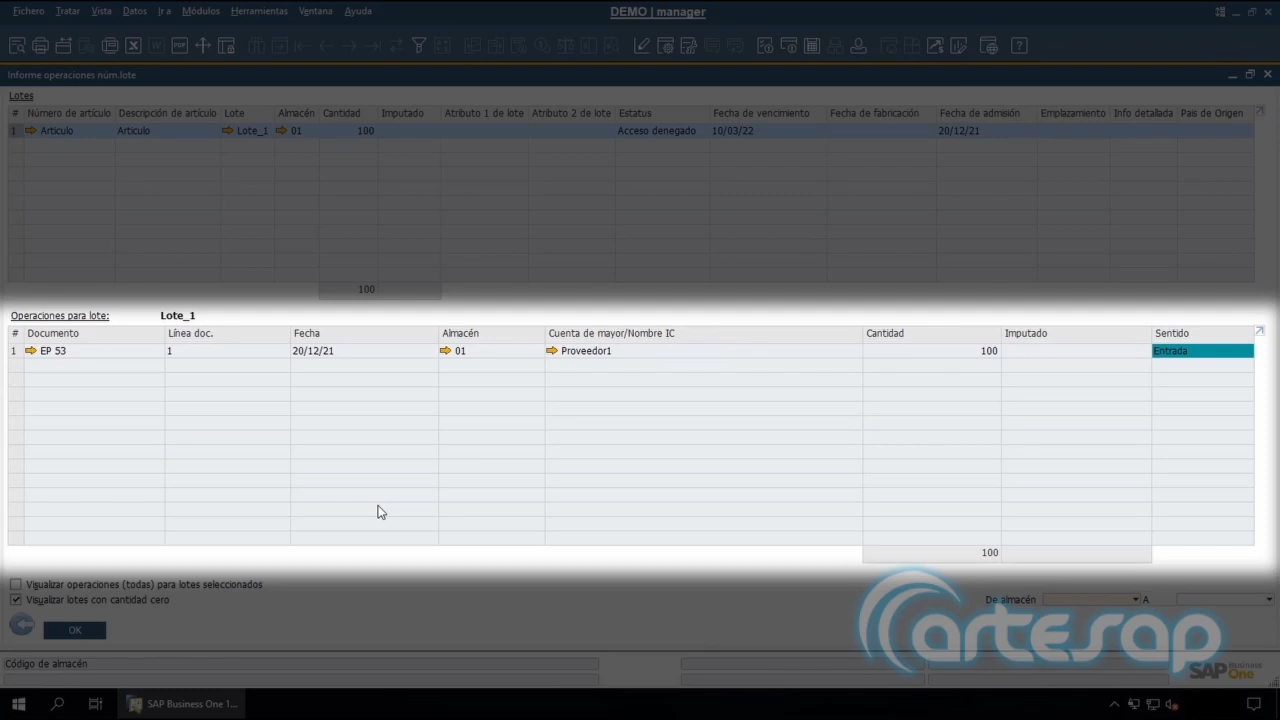 Fichero Tratar Vista Datos Ir a Módulos Herramientas Ventana Ayuda DEMO | manager
Informe operaciones núm.lote
Lotes
# Número de artículo Descripción de artículo Lote Almacén Cantidad Imputado Atributo 1 de lote Atributo 2 de lote Estatus Fecha de vencimiento Fecha de fabricación Fecha de admisión Emplazamiento Info detallada País de Origen
1 Articulo Articulo Lote_1 01 100 Acceso denegado 10/03/22 20/12/21
100
Operaciones para lote: Lote_1
# Documento Línea doc. Fecha Almacén Cuenta de mayor/Nombre IC Cantidad Imputado Sentido
1 EP 53 1 20/12/21 01 Proveedor1 100 Entrada
100
Visualizar operaciones (todas) para lotes seleccionados
Visualizar lotes con cantidad cero De almacén A
OK
artesap
Código de almacén
SAP Business One
SAP Business One 1...